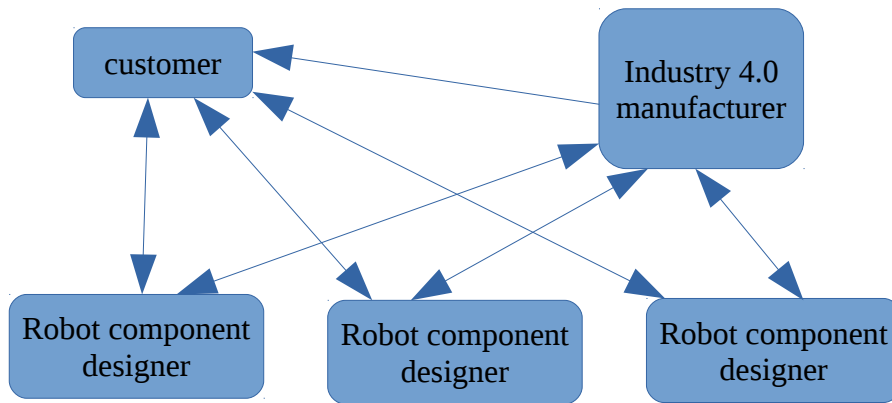 customer
Industry 4.0
manufacturer
Robot component
designer
Robot component
designer
Robot component
designer